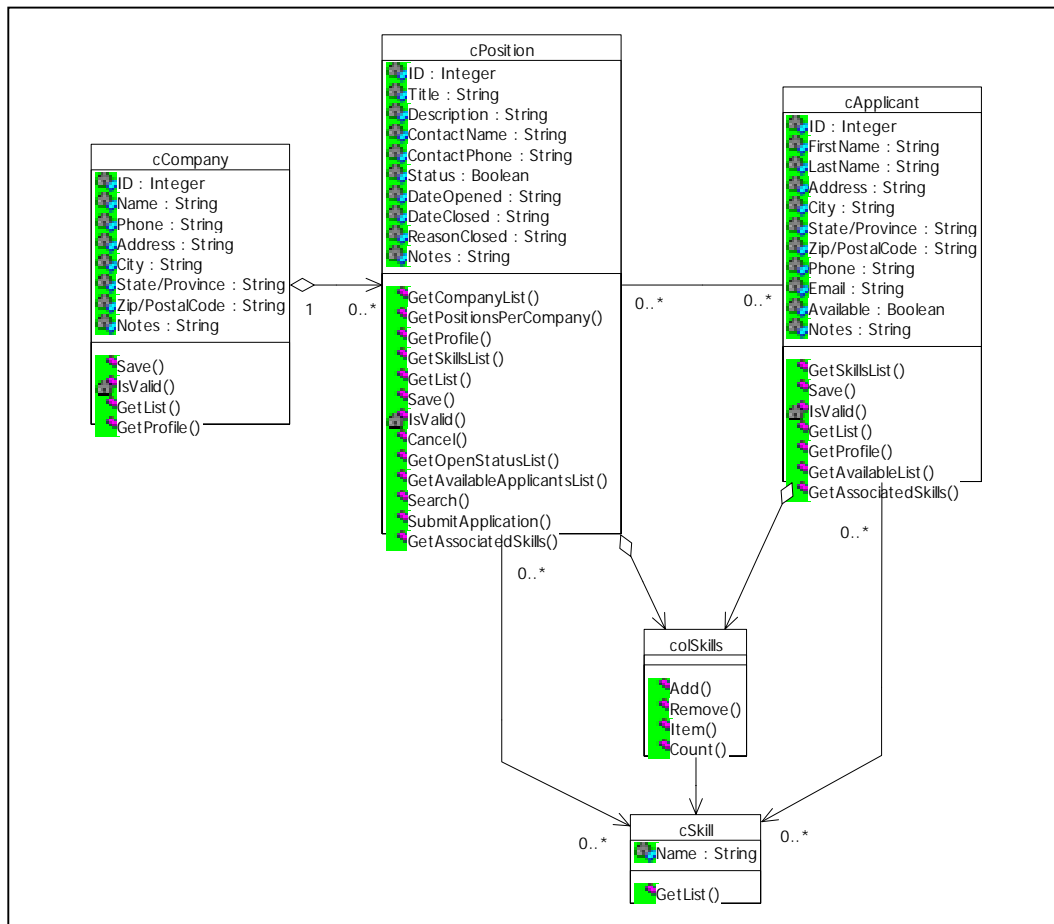 cCompany
ID : Integer
Name : String
Phone : String
Address : String
City : String
State/Province : String
Zip/PostalCode : String
Notes : String
Save()
IsValid()
GetList()
GetProfile()
1
0..*
cPosition
ID : Integer
Title : String
Description : String
ContactName : String
ContactPhone : String
Status : Boolean
DateOpened : String
DateClosed : String
ReasonClosed : String
Notes : String
GetCompanyList()
GetPositionsPerCompany()
GetProfile()
GetSkillsList()
GetList()
Save()
IsValid()
Cancel()
GetOpenStatusList()
GetAvailableApplicantsList()
Search()
SubmitApplication()
GetAssociatedSkills()
0..*
0..*
cApplicant
ID : Integer
FirstName : String
LastName : String
Address : String
City : String
State/Province : String
Zip/PostalCode : String
Phone : String
Email : String
Available : Boolean
Notes : String
GetSkillsList()
Save()
IsValid()
GetList()
GetProfile()
GetAvailableList()
GetAssociatedSkills()
0..*
0..*
colSkills
Add()
Remove()
Item()
Count()
0..*
0..*
cSkill
Name : String
GetList()